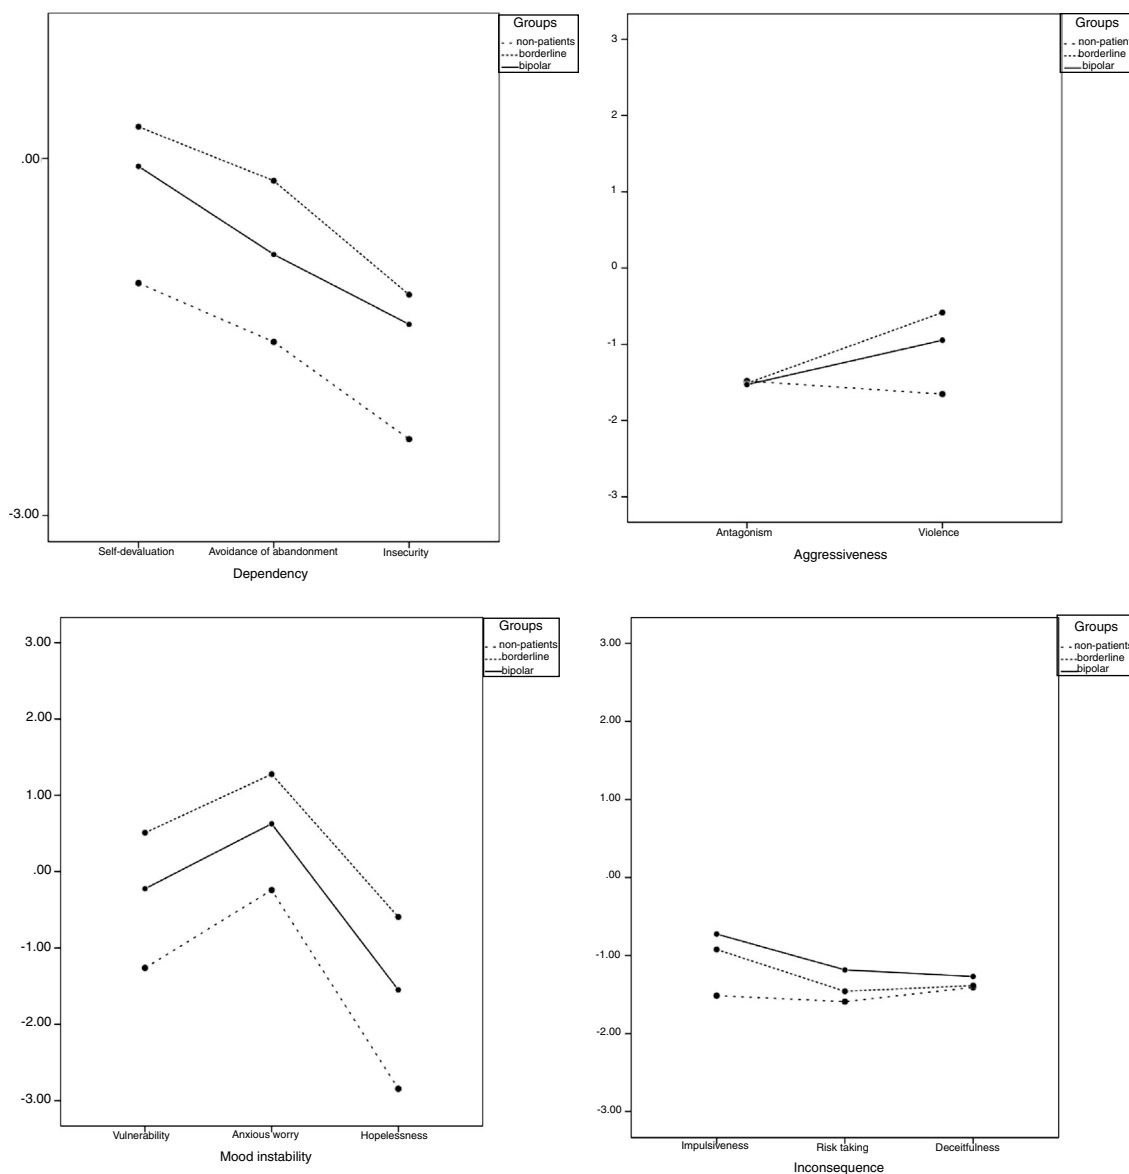 Groups
non-patients
borderline
bipolar
.00
-3.00
Self-devaluation Avoidance of abandonment Insecurity
Dependency
Groups
non-patients
borderline
bipolar
3
2
1
0
-1
-2
-3
Antagonism Violence
Aggressiveness
Groups
non-patients
borderline
bipolar
3.00
2.00
1.00
.00
-1.00
-2.00
-3.00
Vulnerability Anxious worry Hopelessness
Mood instability
Groups
non-patients
borderline
bipolar
3.00
2.00
1.00
.00
-1.00
-2.00
-3.00
Impulsiveness Risk taking Deceitfulness
Inconsequence